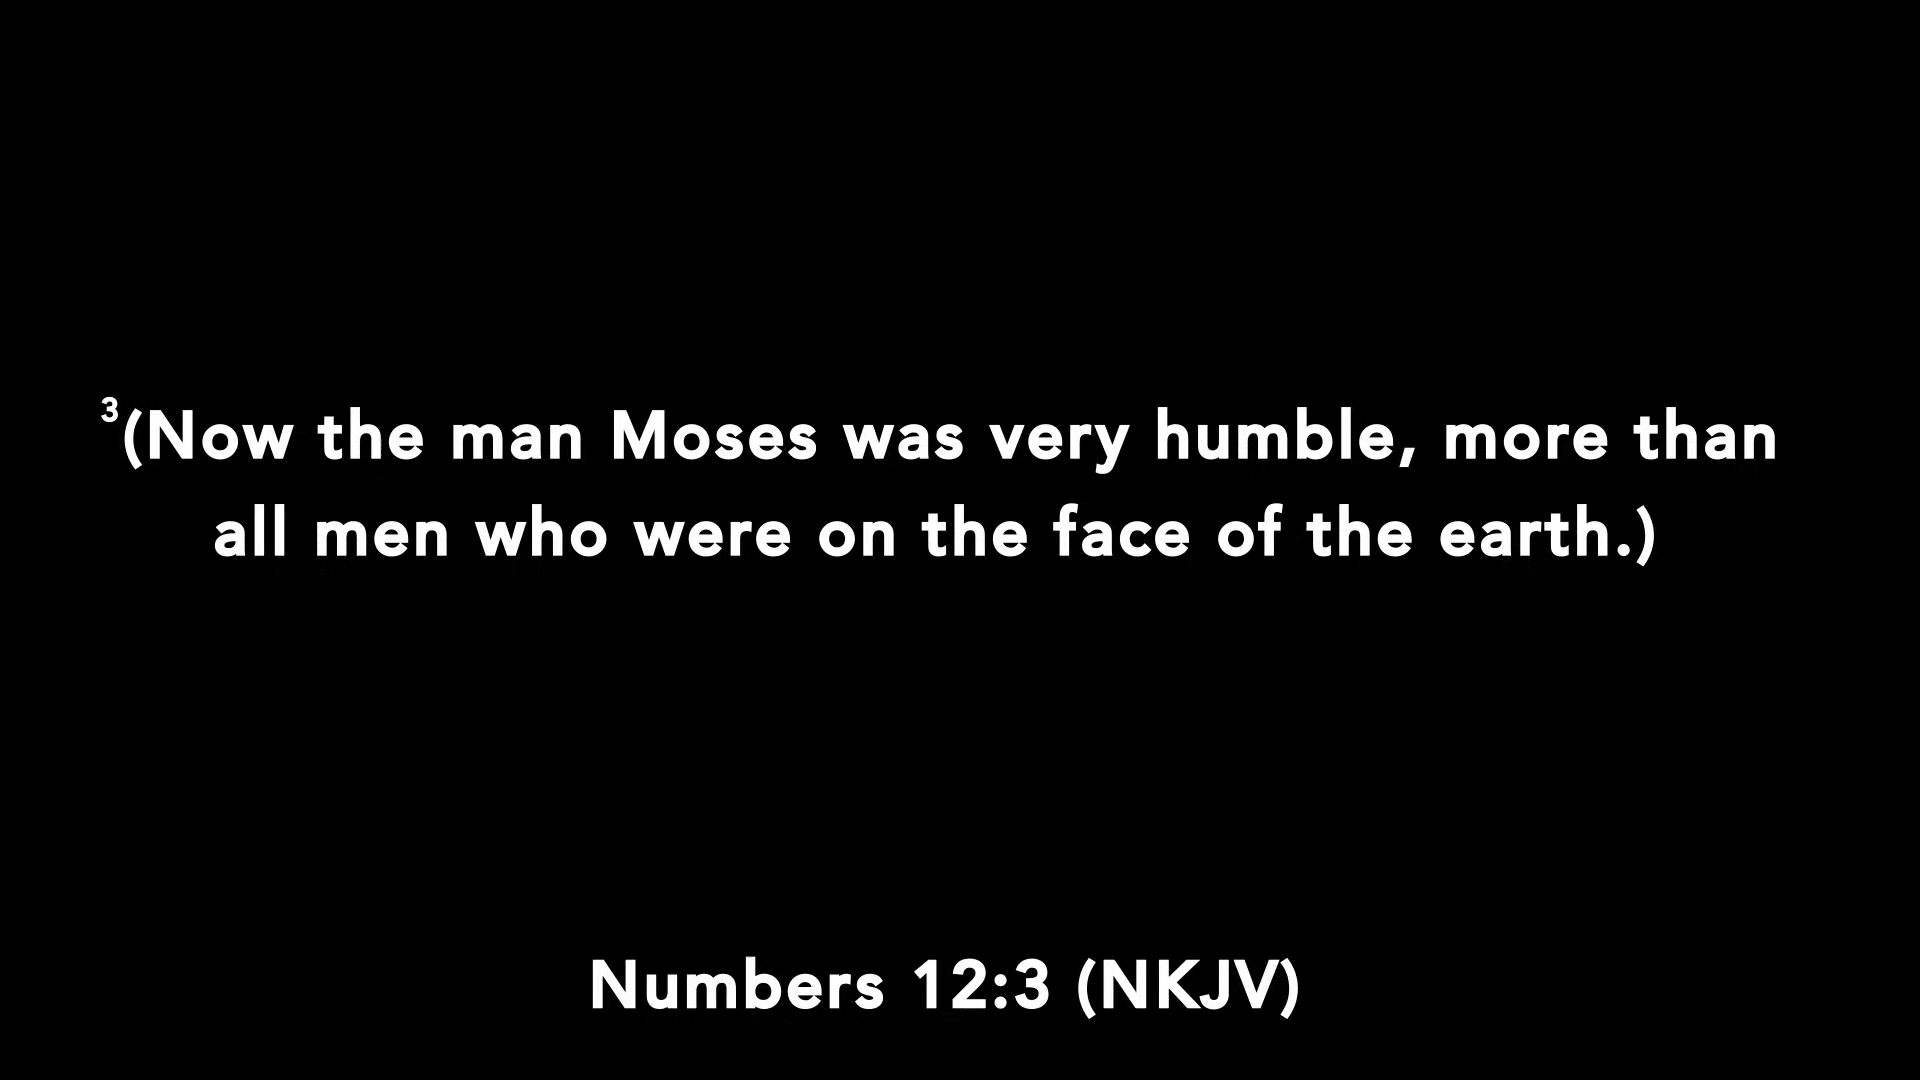 ³(Now the man Moses was very humble, more than
all men who were on the face of the earth.)
Numbers 12:3 (NKJV)